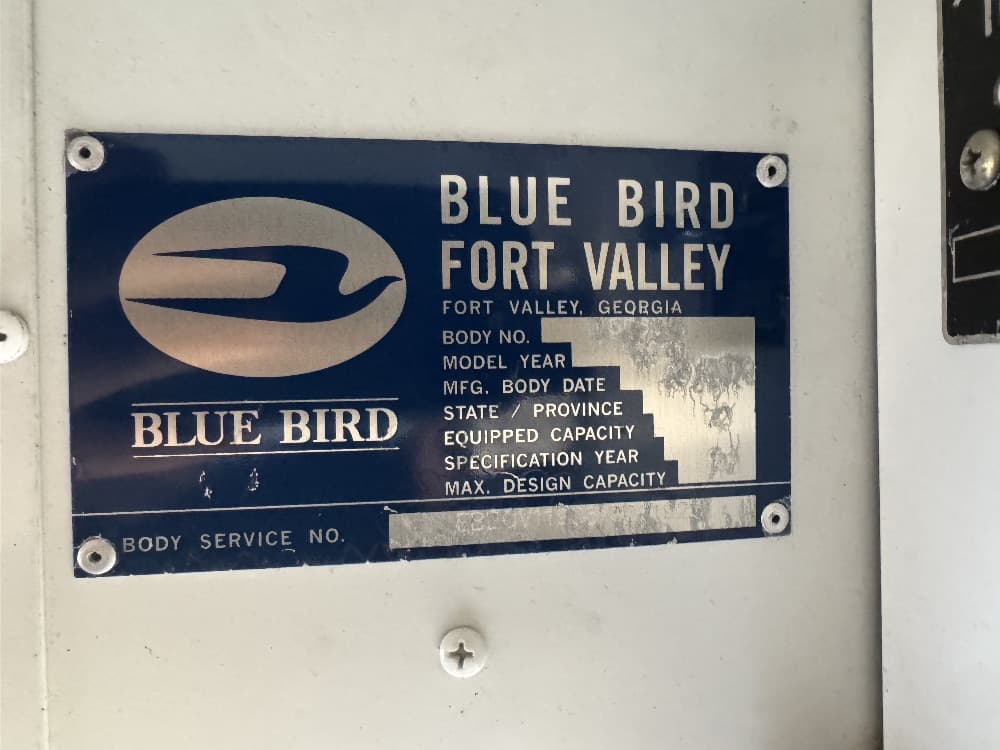 BLUE BIRD
BLUE BIRD
FORT VALLEY
FORT VALLEY, GEORGIA
BODY NO.
MODEL YEAR
MFG. BODY DATE
STATE / PROVINCE
EQUIPPED CAPACITY
SPECIFICATION YEAR
MAX. DESIGN CAPACITY
BODY SERVICE NO.